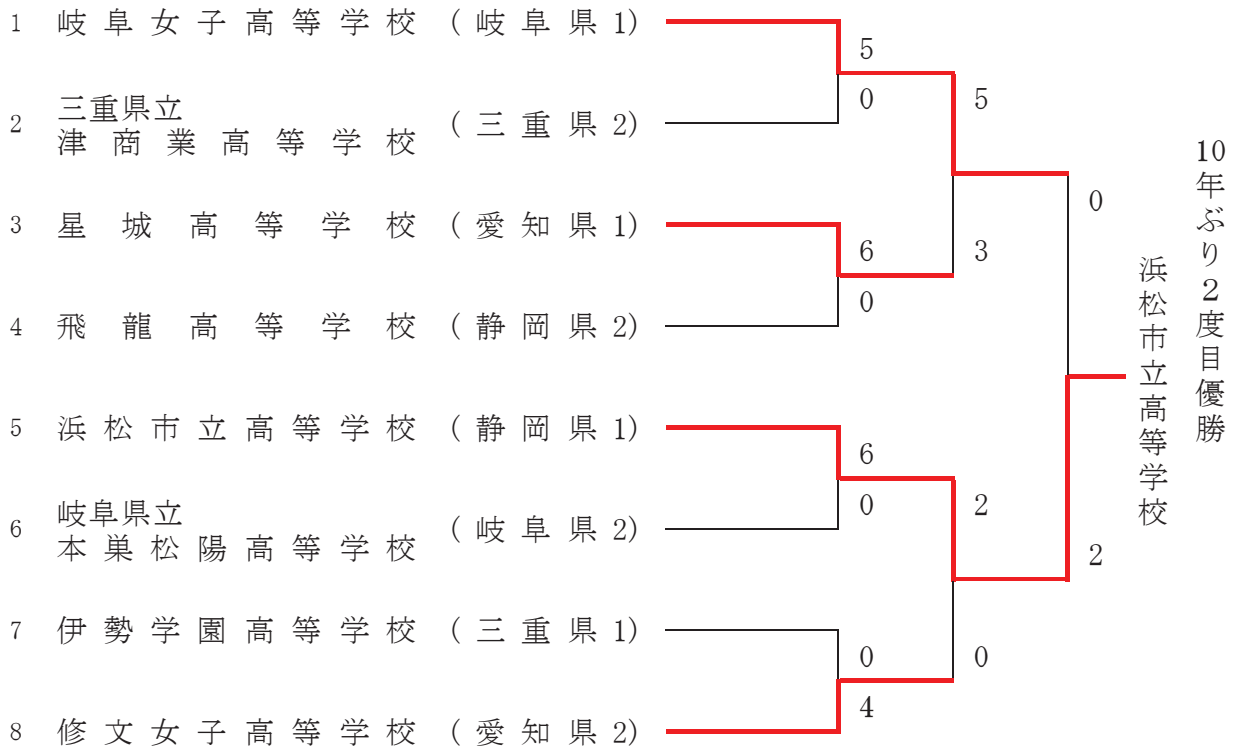 1 岐阜女子高等学校 (岐阜県1)
5
0
2 三重県立
津商業高等学校 (三重県2)
5
3 星城高等学校 (愛知県1)
6
0
3
4 飛龍高等学校 (静岡県2)
0
5 浜松市立高等学校 (静岡県1)
6
0
2
6 岐阜県立
本巣松陽高等学校 (岐阜県2)
2
7 伊勢学園高等学校 (三重県1)
0
4
0
8 修文女子高等学校 (愛知県2)
10年ぶり2度目優勝
浜松市立高等学校